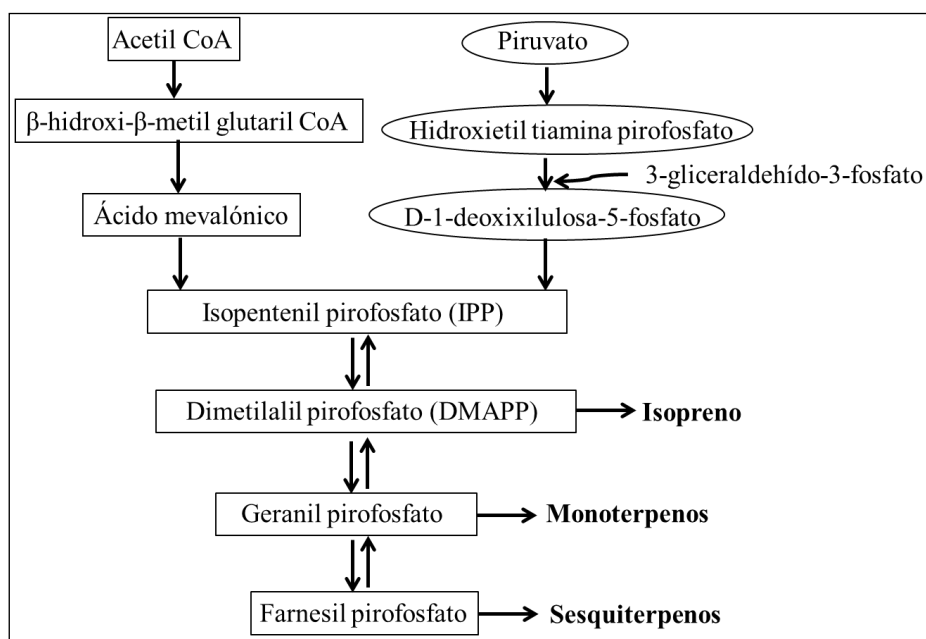 Acetil CoA
Piruvato
β-hidroxi-β-metil glutaril CoA
Hidroxietil tiamina pirofosfato
3-gliceraldehído-3-fosfato
Ácido mevalónico
D-1-deoxixilulosa-5-fosfato
Isopentenil pirofosfato (IPP)
Dimetilalil pirofosfato (DMAPP)
Isopreno
Geranil pirofosfato
Monoterpenos
Farnesil pirofosfato
Sesquiterpenos